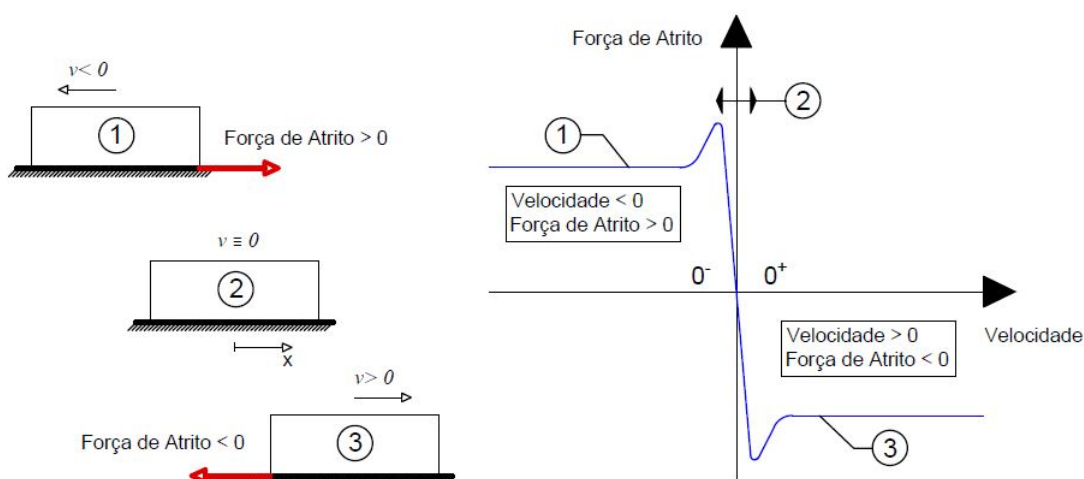 v< 0
1
Força de Atrito > 0
v ≡ 0
2
x
v> 0
Força de Atrito < 0
3
Força de Atrito
2
1
Velocidade < 0
Força de Atrito > 0
0⁻ 0⁺
Velocidade > 0
Força de Atrito < 0
Velocidade
3